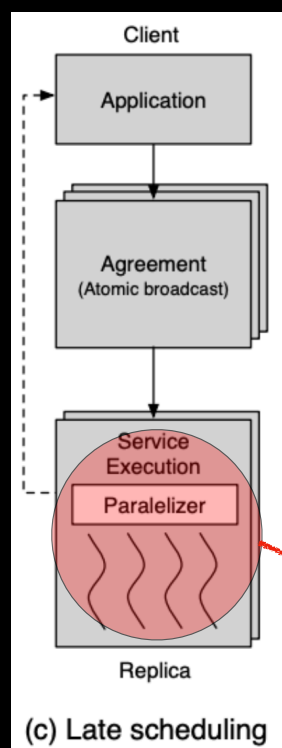 Client
Application
Agreement
(Atomic broadcast)
Service
Execution
Paralelizer
Replica
(c) Late scheduling